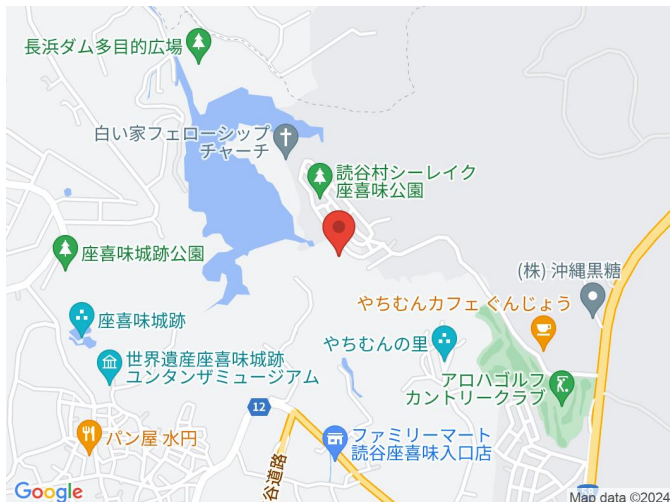 長浜ダム多目的広場
白い家フェローシップ
チャーチ
読谷村シーレイク
座喜味公園
座喜味城跡公園
(株) 沖縄黒糖
やちむんカフェ ぐんじょう
座喜味城跡
やちむんの里
世界遺産座喜味城跡
ユンタンザミュージアム
アロハゴルフ
カントリークラブ
12
パン屋 水円
ファミリーマート
読谷座喜味入口店
谷道路
Google
Map data ©2024